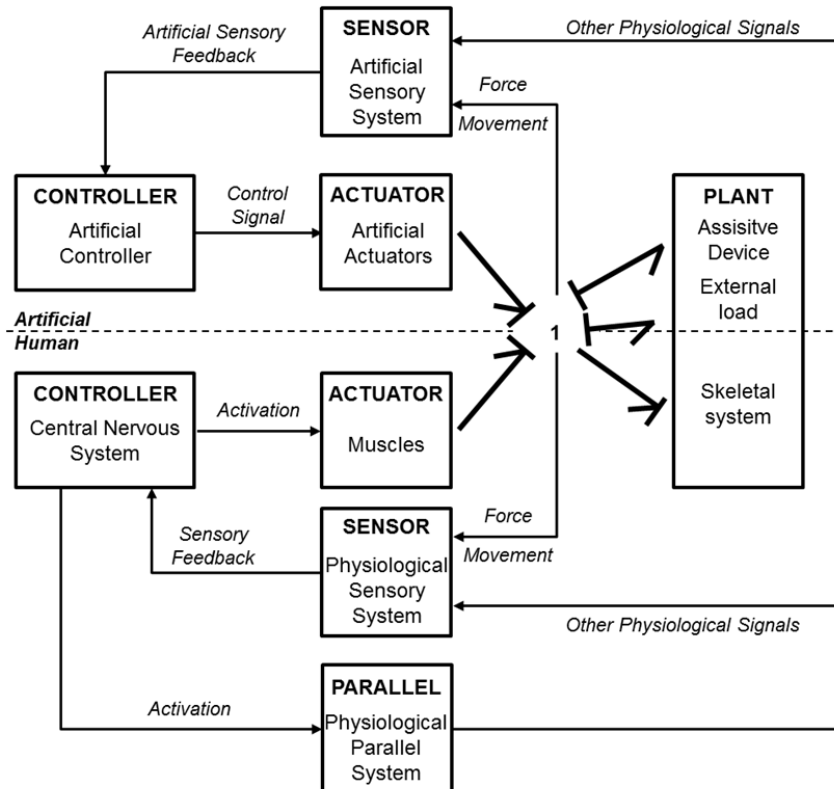 Artificial Sensory
Feedback
SENSOR
Artificial
Sensory
System
Other Physiological Signals
Force
Movement
CONTROLLER
Artificial
Controller
Control
Signal
ACTUATOR
Artificial
Actuators
PLANT
Assisitve
Device
External
load
Skeletal
system
Artificial
Human
1
CONTROLLER
Central Nervous
System
Activation
ACTUATOR
Muscles
Sensory
Feedback
SENSOR
Physiological
Sensory
System
Force
Movement
Other Physiological Signals
Activation
PARALLEL
Physiological
Parallel
System